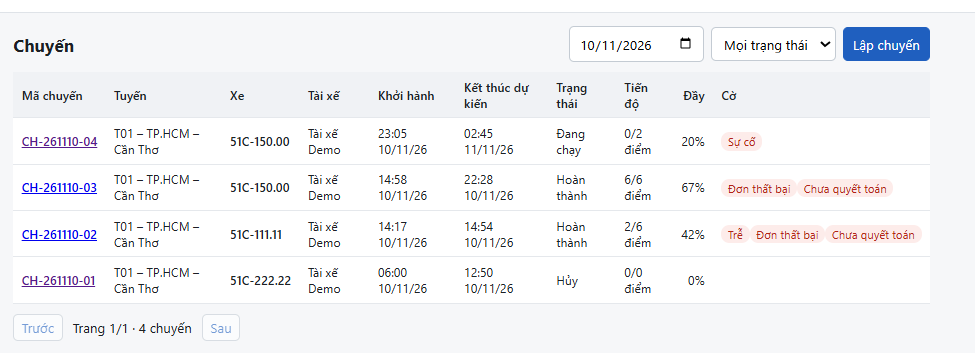 Chuyến
10/11/2026
Mọi trạng thái
Lập chuyến
Mã chuyến Tuyến Xe Tài xế Khởi hành Kết thúc dự kiến Trạng thái Tiến độ Đầy Cờ
CH-261110-04 T01 – TP.HCM – Cần Thơ 51C-150.00 Tài xế Demo 23:05 10/11/26 02:45 11/11/26 Đang chạy 0/2 điểm 20% Sự cố
CH-261110-03 T01 – TP.HCM – Cần Thơ 51C-150.00 Tài xế Demo 14:58 10/11/26 22:28 10/11/26 Hoàn thành 6/6 điểm 67% Đơn thất bại Chưa quyết toán
CH-261110-02 T01 – TP.HCM – Cần Thơ 51C-111.11 Tài xế Demo 14:17 10/11/26 14:54 10/11/26 Hoàn thành 2/6 điểm 42% Trễ Đơn thất bại Chưa quyết toán
CH-261110-01 T01 – TP.HCM – Cần Thơ 51C-222.22 Tài xế Demo 06:00 10/11/26 12:50 10/11/26 Hủy 0/0 điểm 0%
Trước Trang 1/1 · 4 chuyến Sau